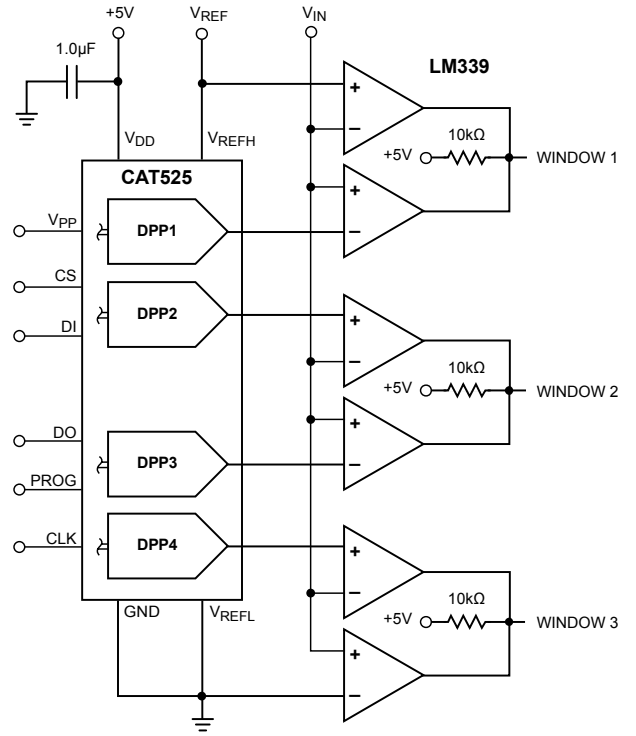 +5V
VREF
VIN
1.0µF
LM339
+
−
VDD
VREFH
10kΩ
+5V
WINDOW 1
CAT525
+
−
VPP
DPP1
CS
DPP2
+
−
DI
10kΩ
+5V
WINDOW 2
+
−
DO
DPP3
PROG
CLK
DPP4
+
−
10kΩ
+5V
WINDOW 3
GND
VREFL
+
−